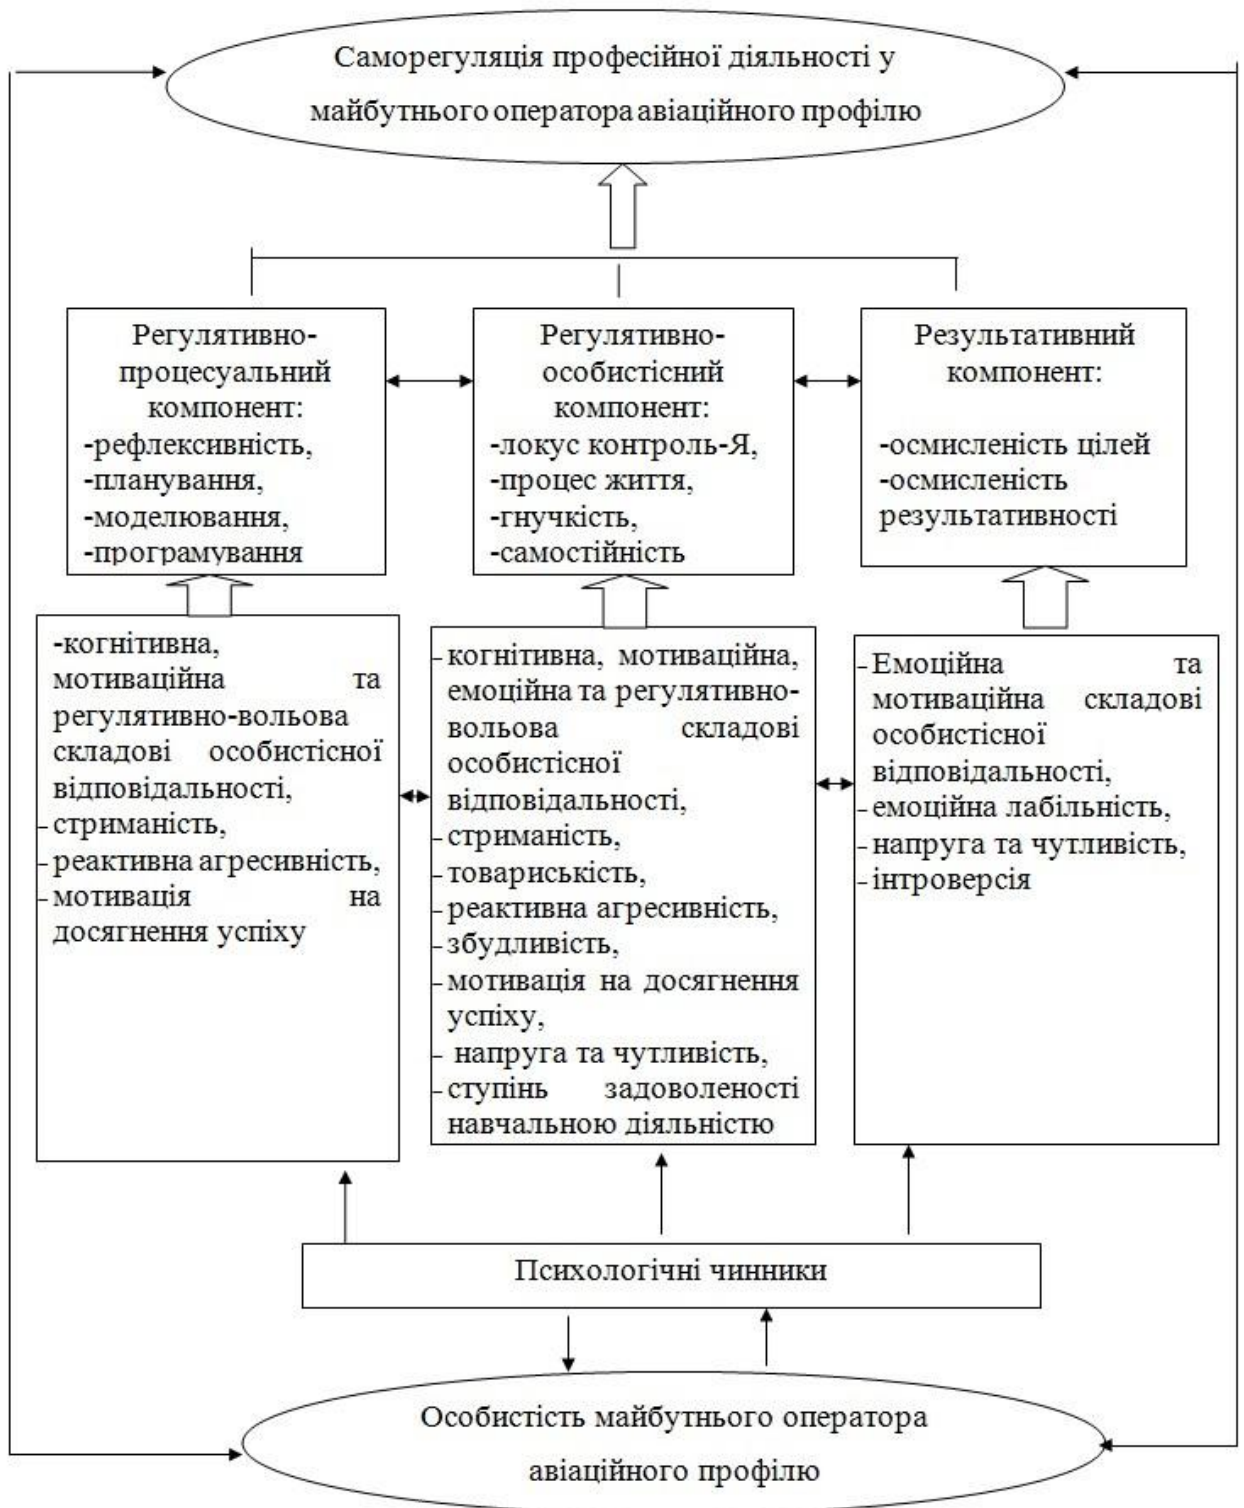 Саморегуляція професійної діяльності у
майбутнього оператора авіаційного профілю
Регулятивно-
процесуальний
компонент:
-рефлексивність,
-планування,
-моделювання,
-програмування
Регулятивно-
особистісний
компонент:
-локус контроль-Я,
-процес життя,
-гнучкість,
-самостійність
Результативний
компонент:
-осмисленість цілей
-осмисленість
результативності
-когнітивна,
мотиваційна та
регулятивно-вольова
складові особистісної
відповідальності,
- стриманість,
- реактивна агресивність,
- мотивація на
досягнення успіху
- когнітивна, мотиваційна,
емоційна та регулятивно-
вольова складові
особистісної
відповідальності,
- стриманість,
- товариськість,
- реактивна агресивність,
- збудливість,
- мотивація на досягнення
успіху,
- напруга та чутливість,
- ступінь задоволеності
навчальною діяльністю
- Емоційна та
мотиваційна складові
особистісної
відповідальності,
- емоційна лабільність,
- напруга та чутливість,
- інтроверсія
Психологічні чинники
Особистість майбутнього оператора
авіаційного профілю